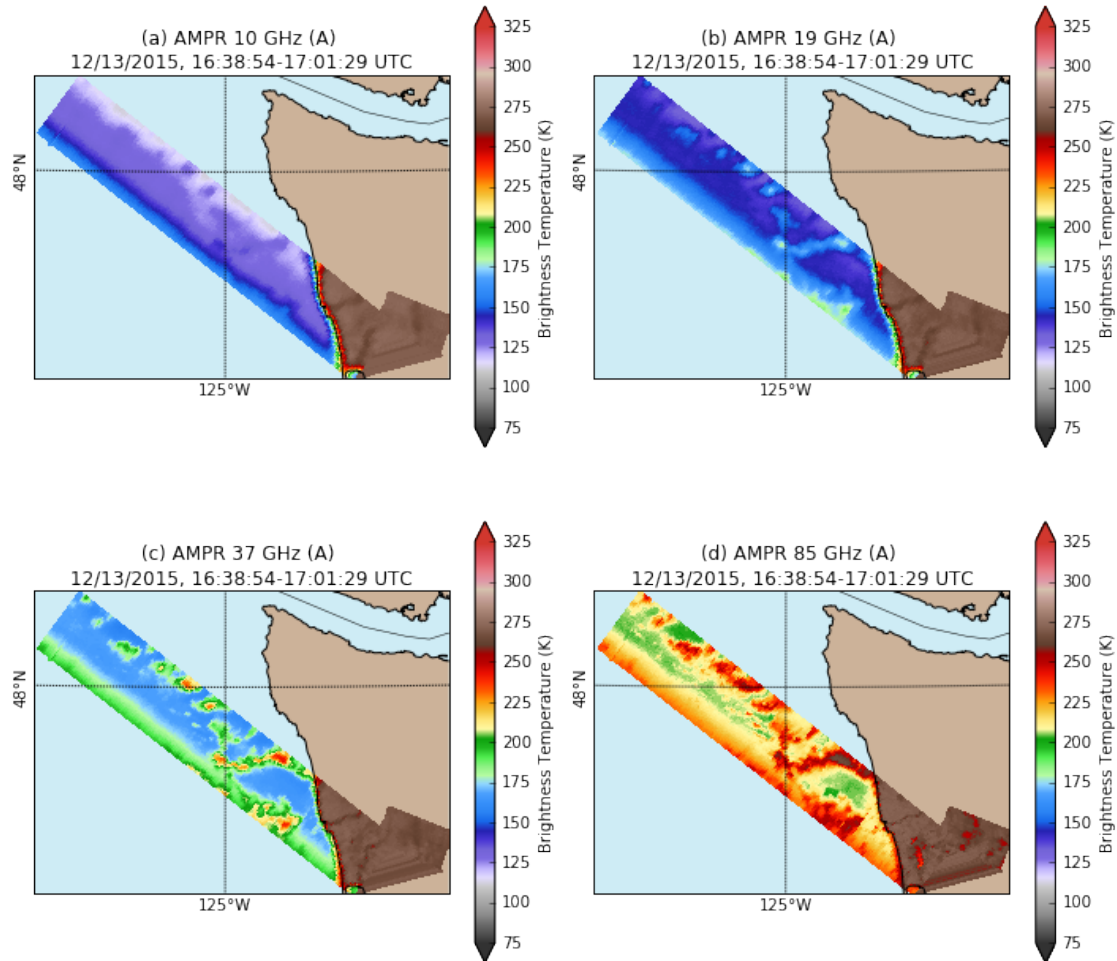 (a) AMPR 10 GHz (A)
12/13/2015, 16:38:54-17:01:29 UTC
48°N
125°W
325
300
275
250
225
200
175
150
125
100
75
Brightness Temperature (K)
(b) AMPR 19 GHz (A)
12/13/2015, 16:38:54-17:01:29 UTC
48°N
125°W
325
300
275
250
225
200
175
150
125
100
75
Brightness Temperature (K)
(c) AMPR 37 GHz (A)
12/13/2015, 16:38:54-17:01:29 UTC
48°N
125°W
325
300
275
250
225
200
175
150
125
100
75
Brightness Temperature (K)
(d) AMPR 85 GHz (A)
12/13/2015, 16:38:54-17:01:29 UTC
48°N
125°W
325
300
275
250
225
200
175
150
125
100
75
Brightness Temperature (K)